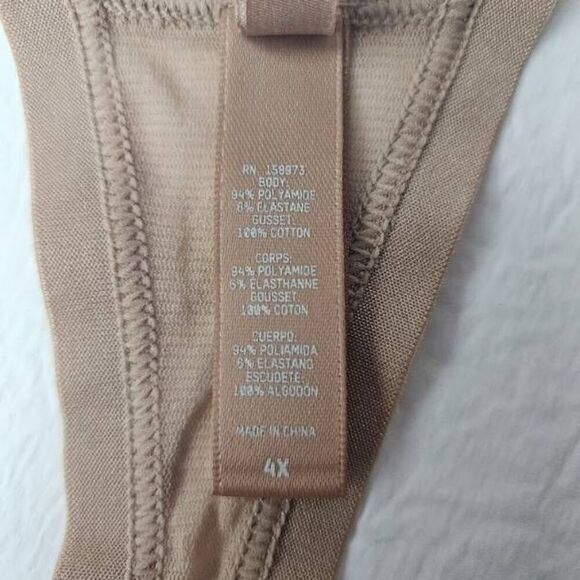 RN 158973
BODY:
94% POLYAMIDE
6% ELASTANE
GUSSET:
100% COTTON
CORPS:
94% POLYAMIDE
6% ELASTHANNE
GOUSSET:
100% COTON
CUERPO:
94% POLIAMIDA
6% ELASTANO
ESCUDETE:
100% ALGODON
MADE IN CHINA
4X